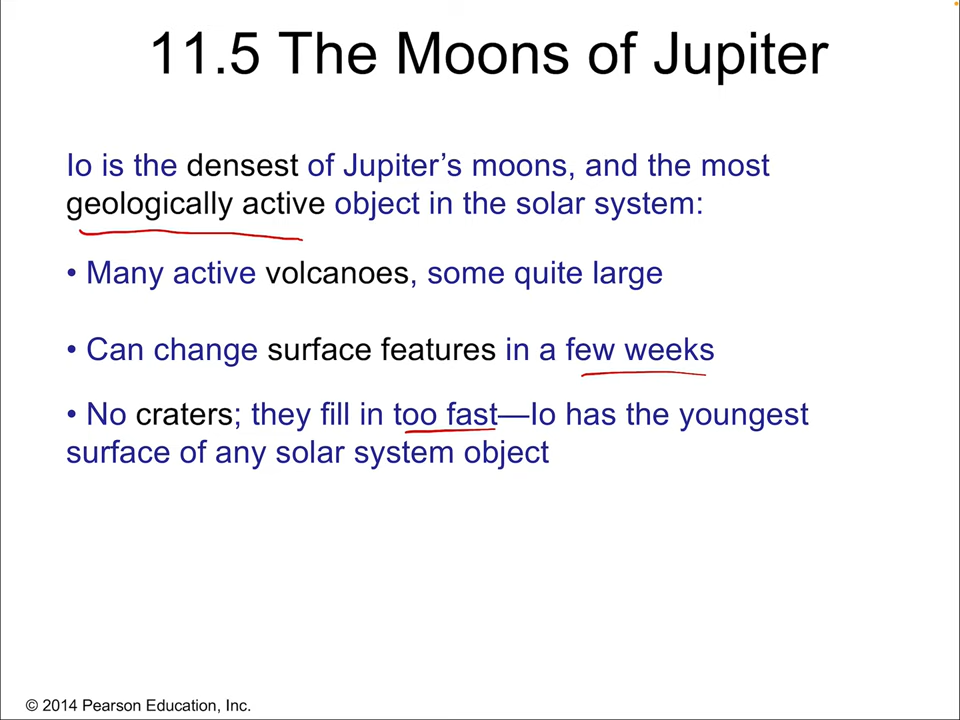 11.5 The Moons of Jupiter
Io is the densest of Jupiter’s moons, and the most
geologically active object in the solar system:
• Many active volcanoes, some quite large
• Can change surface features in a few weeks
• No craters; they fill in too fast—Io has the youngest
surface of any solar system object
© 2014 Pearson Education, Inc.